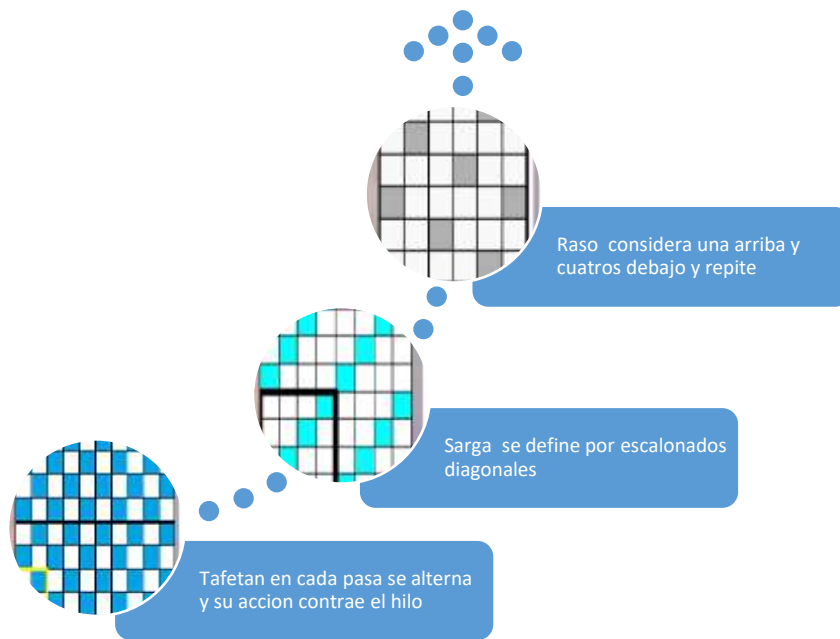 Raso considera una arriba y
cuatros debajo y repite
Sarga se define por escalonados
diagonales
Tafetan en cada pasa se alterna
y su accion contrae el hilo